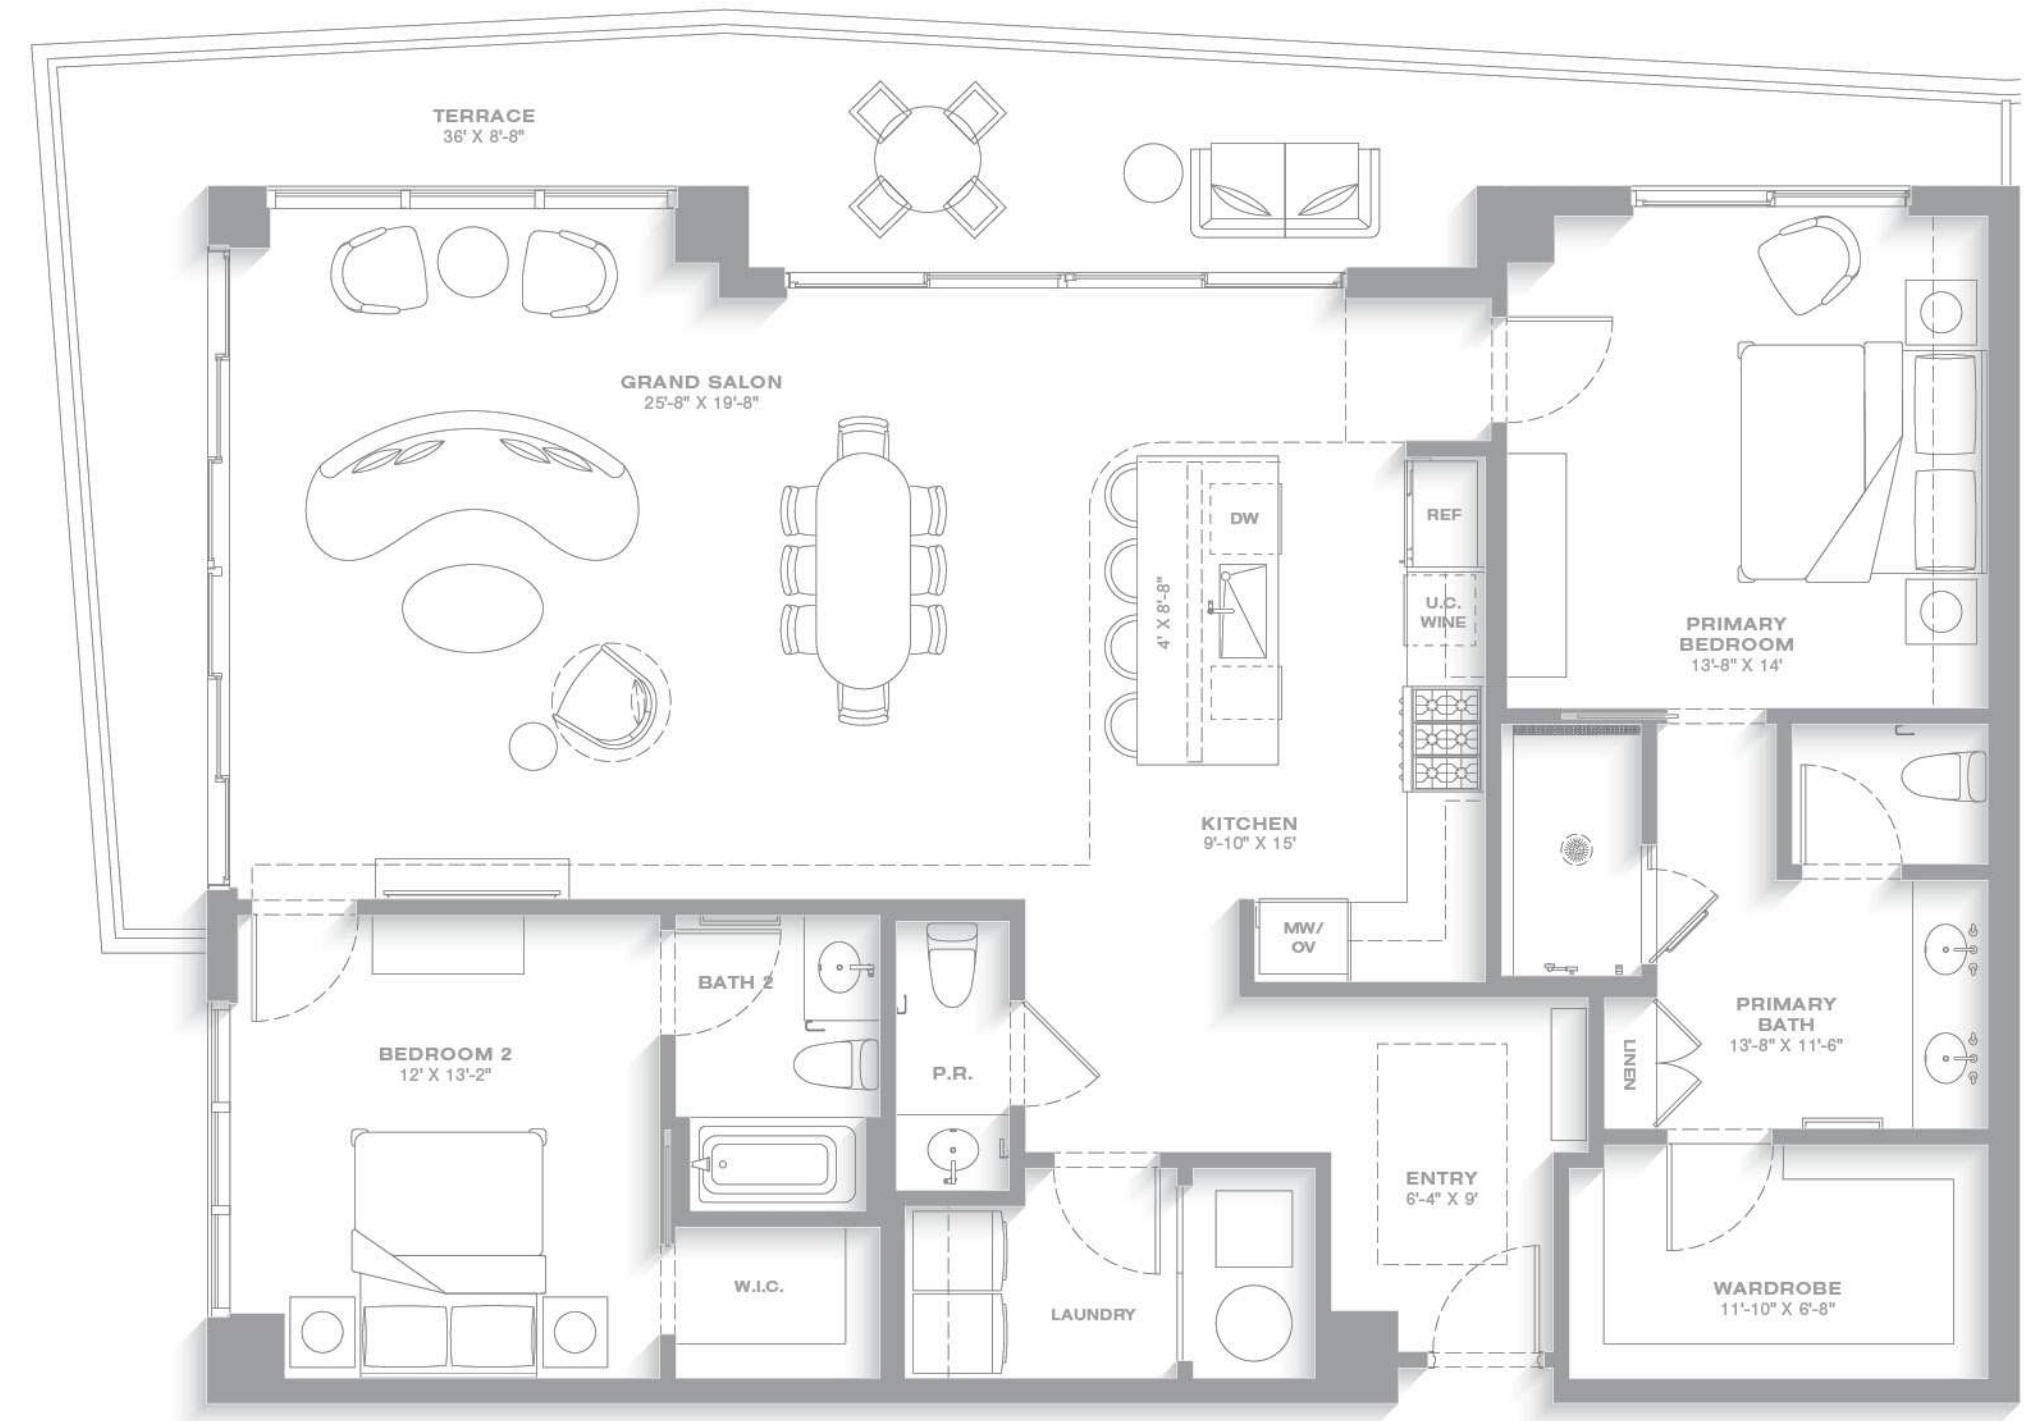 TERRACE
36' X 8'-8"
GRAND SALON
25'-8" X 19'-8"
DW
REF
U.C.
WINE
4' X 8'-8"
PRIMARY
BEDROOM
13'-8" X 14'
KITCHEN
9'-10" X 15'
MW/
OV
BATH 2
BEDROOM 2
12' X 13'-2"
P.R.
PRIMARY
BATH
13'-8" X 11'-6"
LINEN
ENTRY
6'-4" X 9'
W.I.C.
LAUNDRY
WARDROBE
11'-10" X 6'-8"